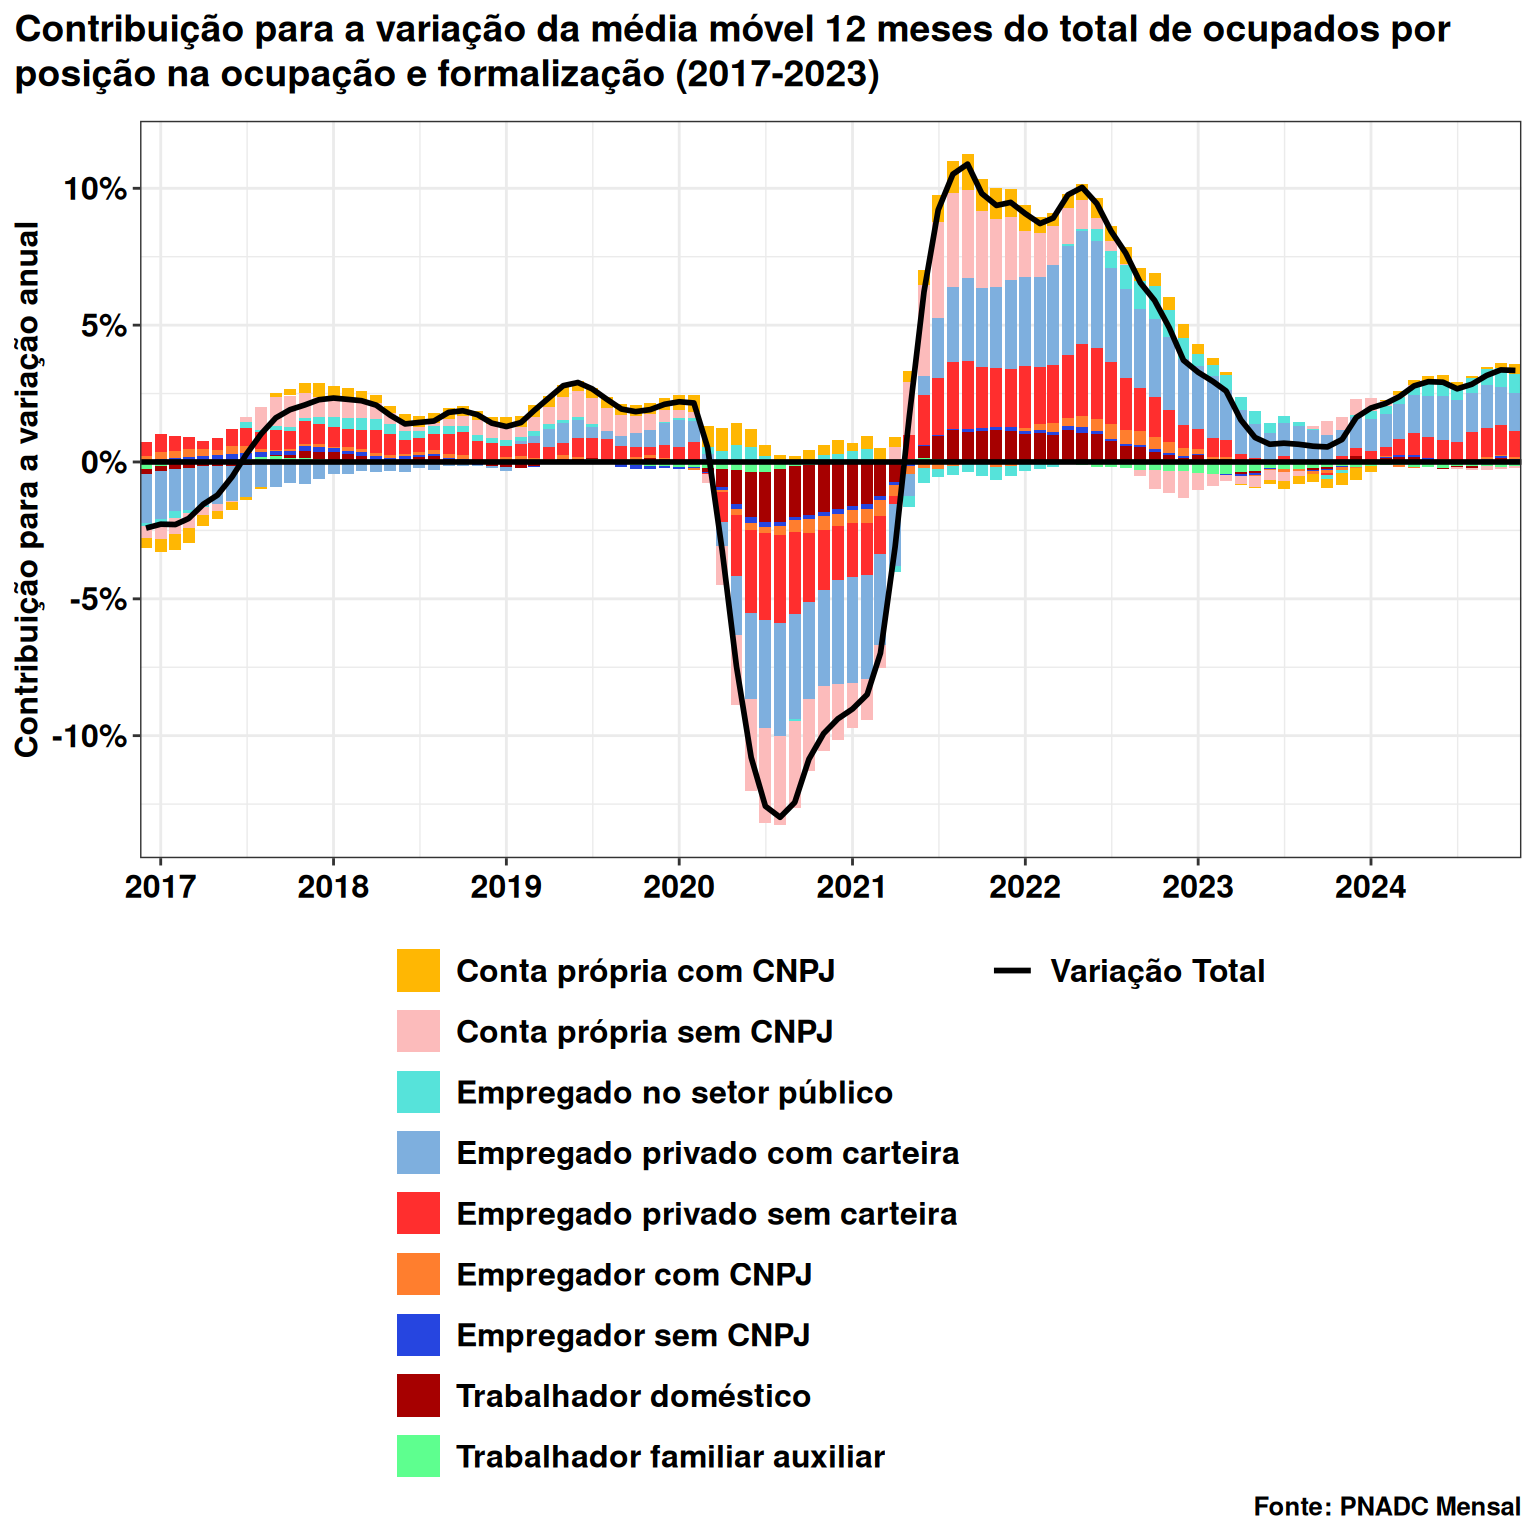 Contribuição para a variação da média móvel 12 meses do total de ocupados por
posição na ocupação e formalização (2017-2023)
Contribuição para a variação anual
10%
5%
0%
-5%
-10%
2017 2018 2019 2020 2021 2022 2023 2024
Conta própria com CNPJ
Conta própria sem CNPJ
Empregado no setor público
Empregado privado com carteira
Empregado privado sem carteira
Empregador com CNPJ
Empregador sem CNPJ
Trabalhador doméstico
Trabalhador familiar auxiliar
Variação Total
Fonte: PNADC Mensal